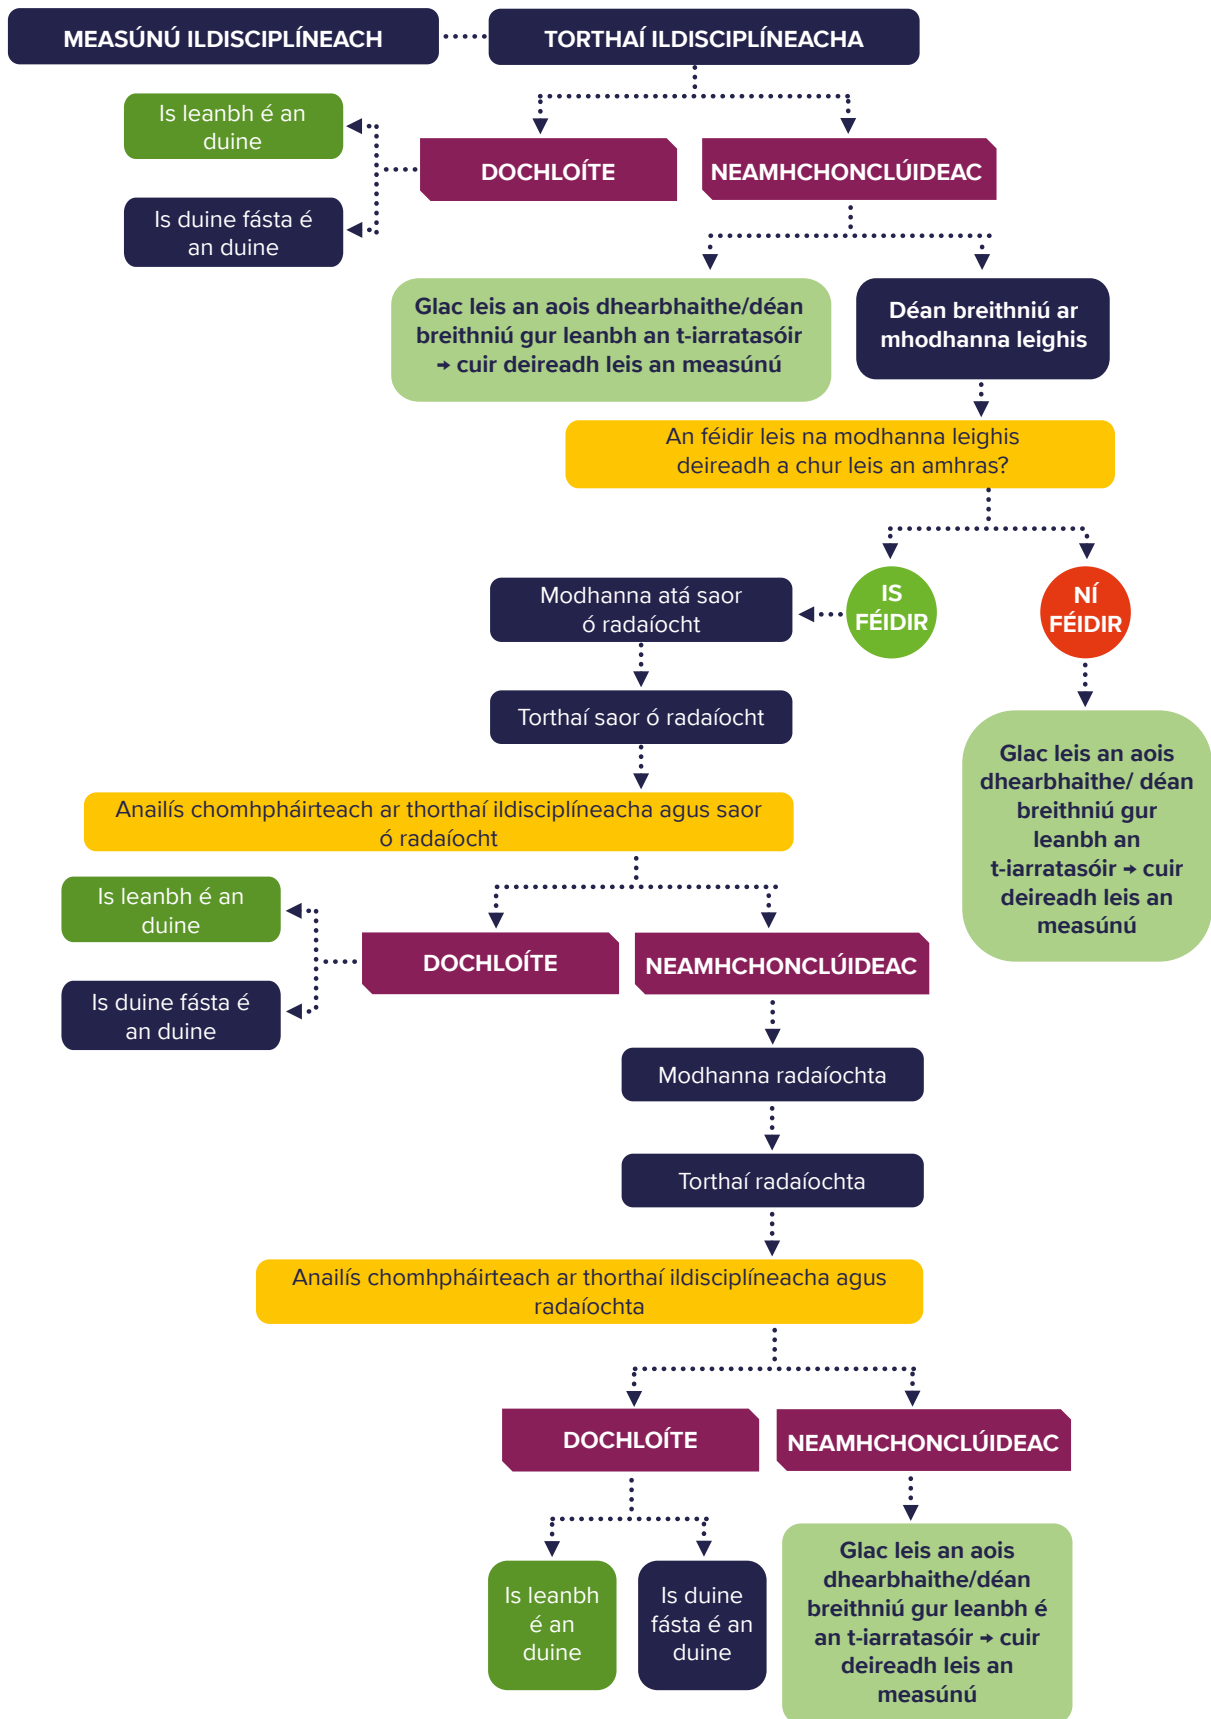 MEASÚNÚ ILDISCIPLÍNEACH
TORTHAÍ ILDISCIPLÍNEACHA
Is leanbh é an
duine
DOCHLOÍTE
NEAMHCHONCLÚIDEAC
Is duine fásta é
an duine
Glac leis an aois dhearbhaithe/déan
breithniú gur leanbh an t-iarratasóir
→ cuir deireadh leis an measúnú
Déan breithniú ar
mhodhanna leighis
An féidir leis na modhanna leighis
deireadh a chur leis an amhras?
IS
FÉIDIR
NÍ
FÉIDIR
Modhanna atá saor
ó radaíocht
Torthaí saor ó radaíocht
Glac leis an aois
dhearbhaithe/ déan
breithniú gur
leanbh an
t-iarratasóir → cuir
deireadh leis an
measúnú
Anailís chomhpháirteach ar thorthaí ildisciplíneacha agus saor
ó radaíocht
Is leanbh é an
duine
DOCHLOÍTE
NEAMHCHONCLÚIDEAC
Is duine fásta é
an duine
Modhanna radaíochta
Torthaí radaíochta
Anailís chomhpháirteach ar thorthaí ildisciplíneacha agus
radaíochta
DOCHLOÍTE
NEAMHCHONCLÚIDEAC
Is leanbh
é an
duine
Is duine
fásta é an
duine
Glac leis an aois
dhearbhaithe/déan
breithniú gur leanbh é
an t-iarratasóir → cuir
deireadh leis an
measúnú